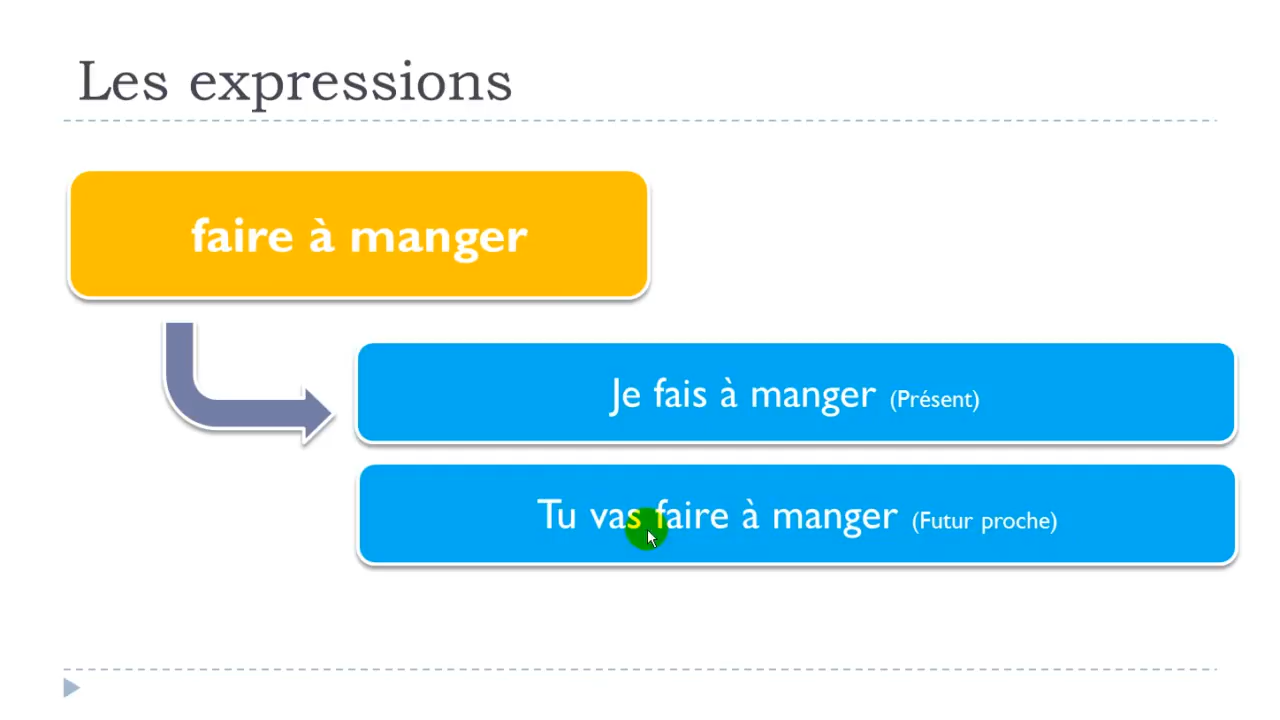 Les expressions
faire à manger
Je fais à manger (Présent)
Tu vas faire à manger (Futur proche)